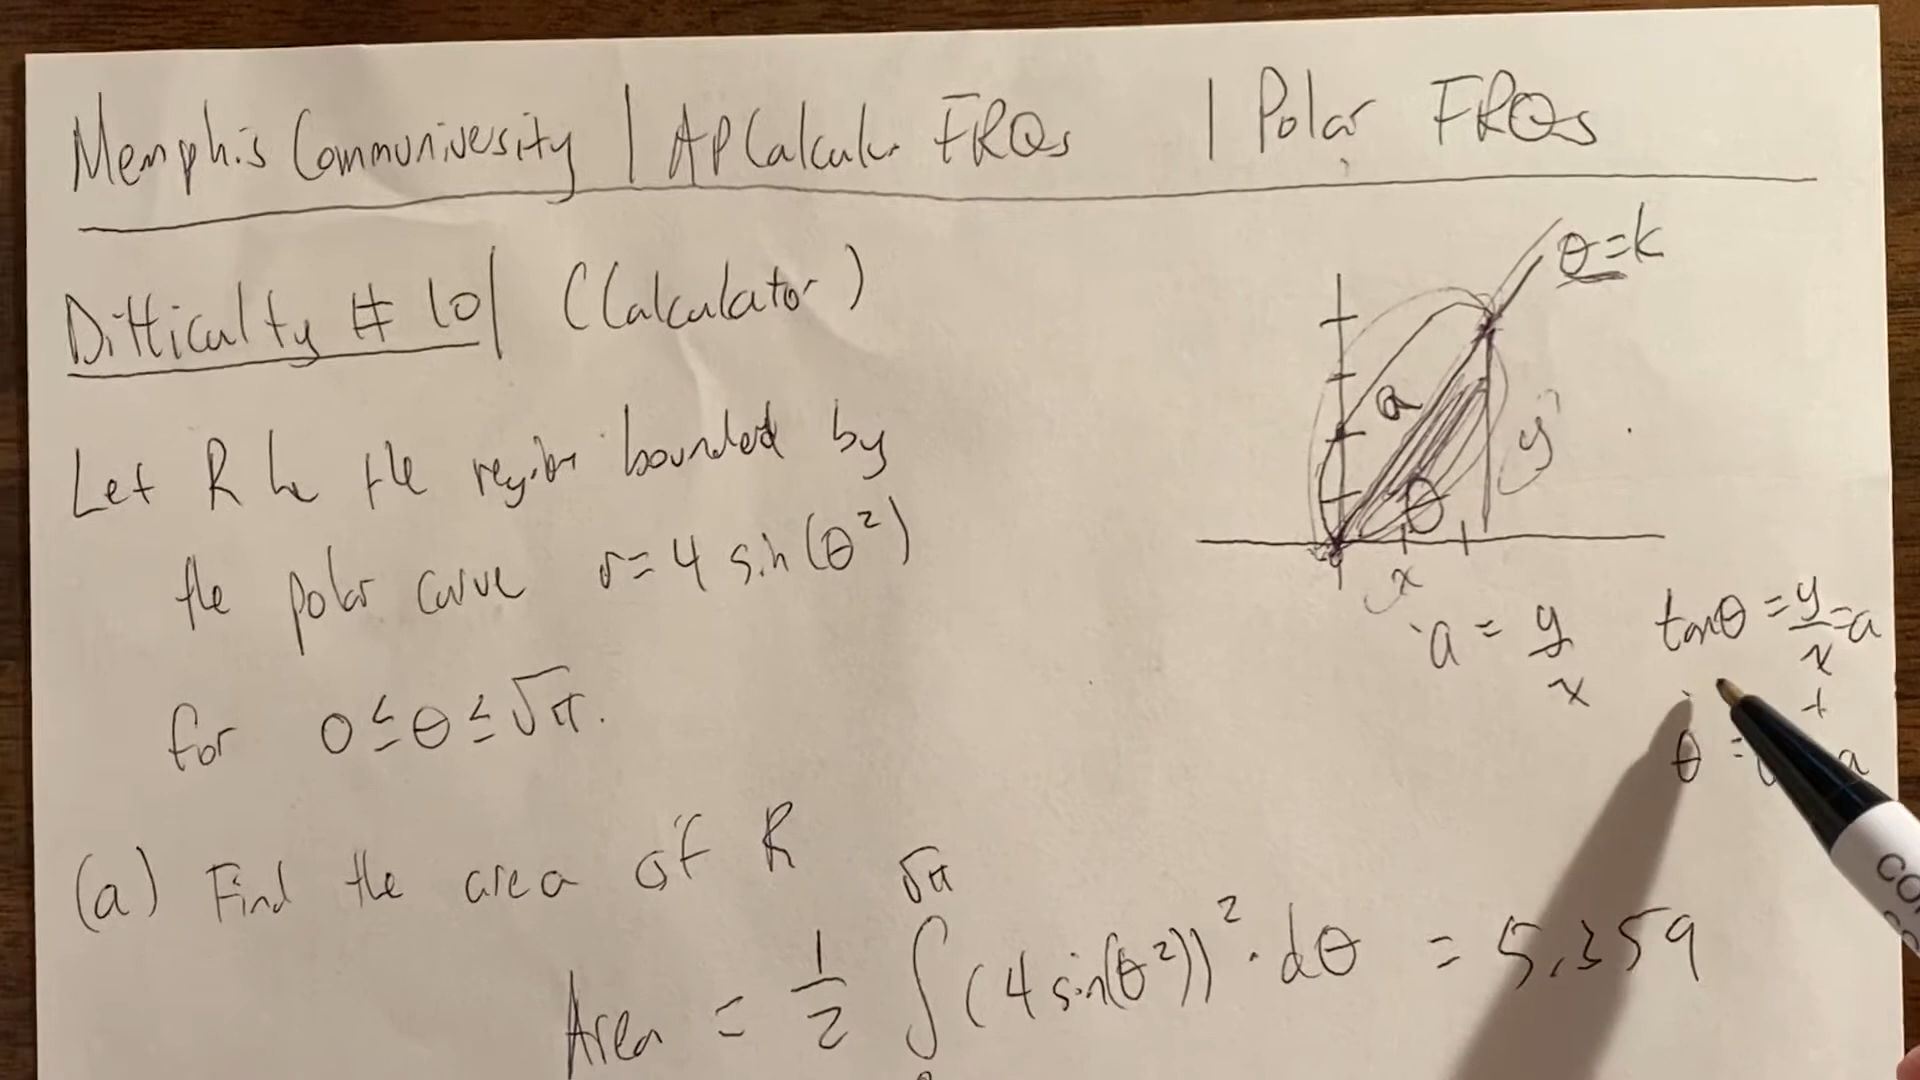 Memphis Communiversity | AP Calculus FRQs | Polar FRQs
Difficulty # 10 | (Calculator)
θ=k
a
y
θ
x
Let R be the region bounded by
the polar curve r=4 sin(θ²)
for 0≤θ≤√π.
a = y/x tanθ = y/x = a
θ = a
(a) Find the area of R
Area = 1/2 ∫ √π (4 sin(θ²))² · dθ = 5.359
CO